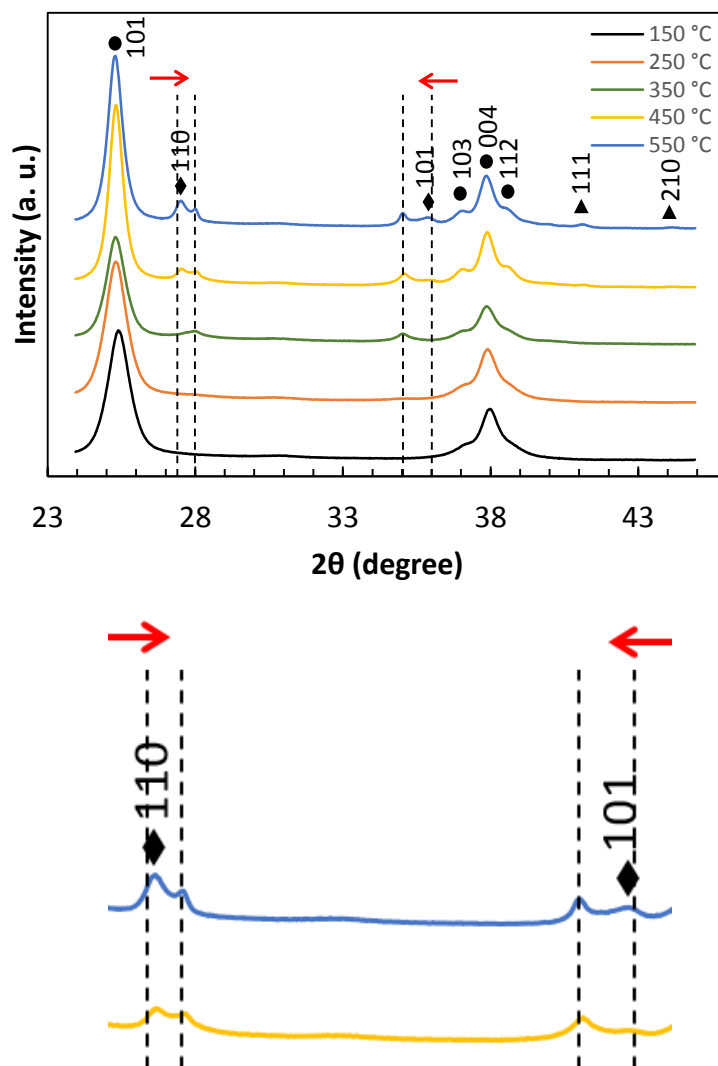 101
110
101
103
004
112
111
210
150 °C
250 °C
350 °C
450 °C
550 °C
Intensity (a. u.)
23 28 33 38 43
2θ (degree)
110
101